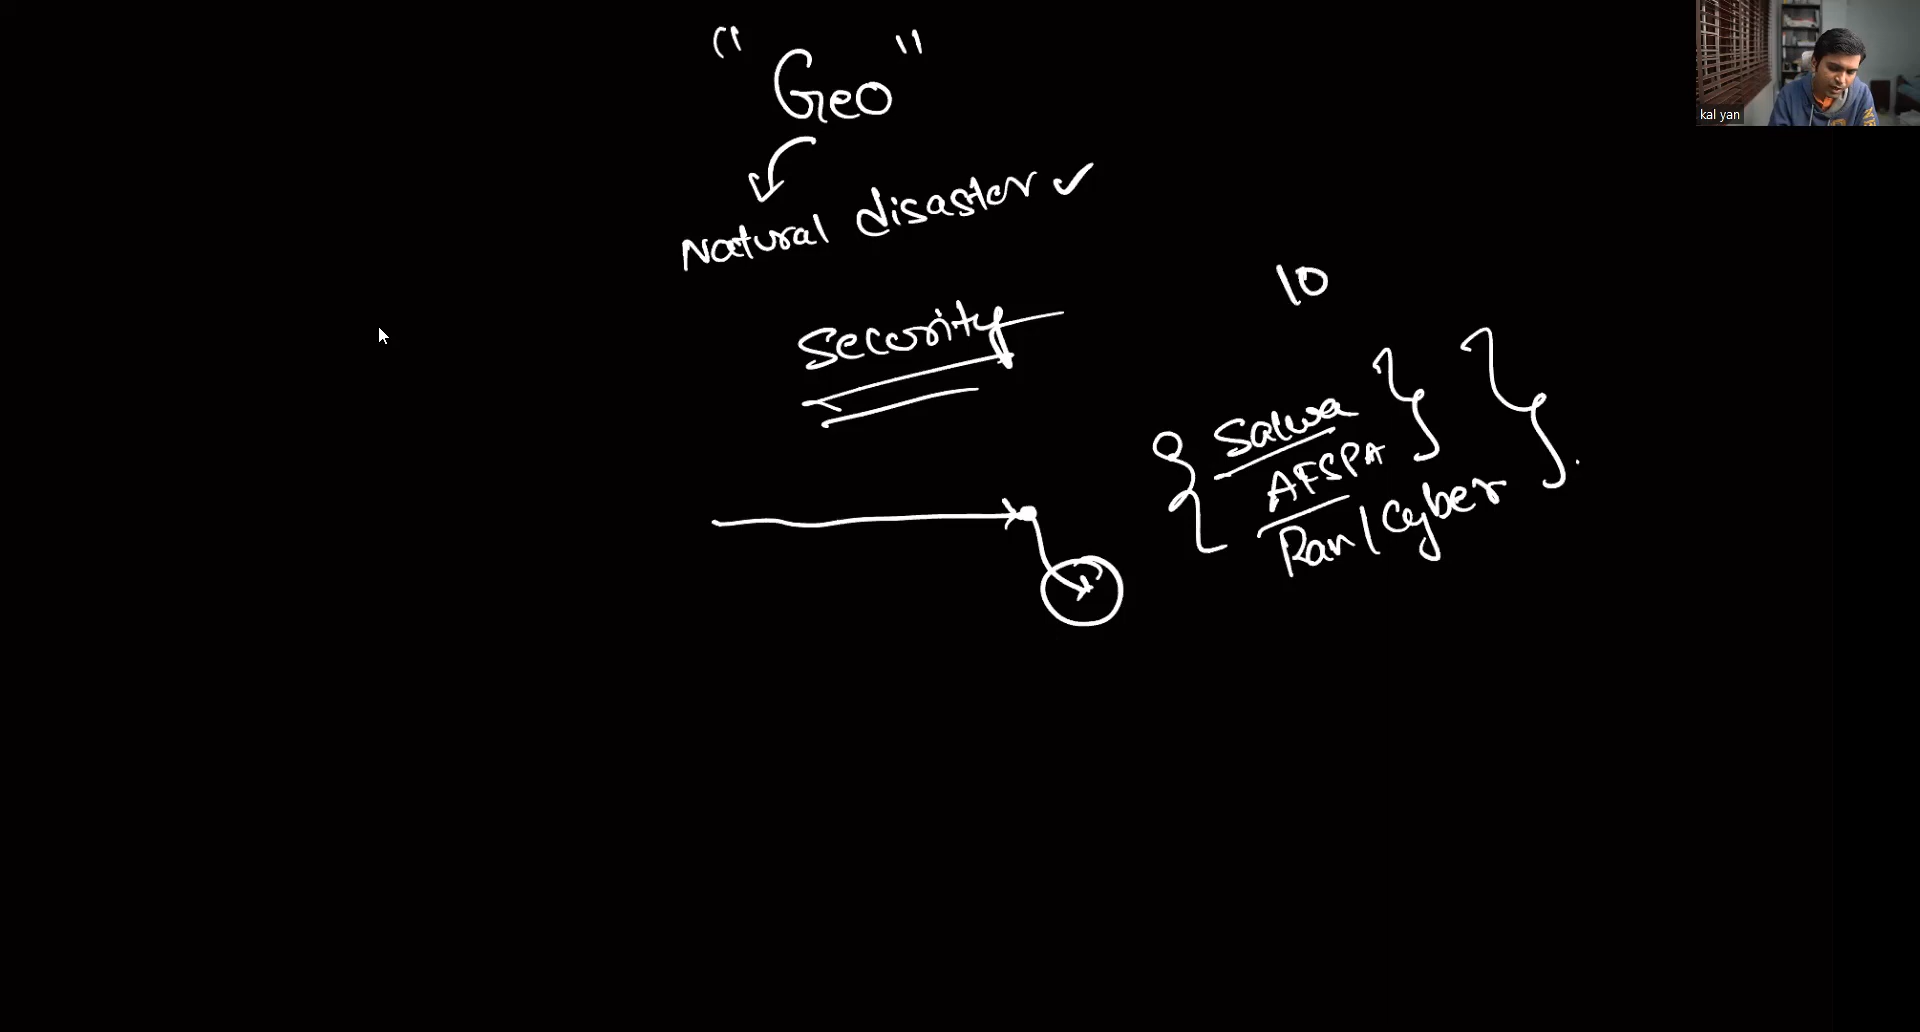 "Geo"
Natural disaster ✓
Security
10
Salwa
AFSPA
Ran/Cyber
kal yan